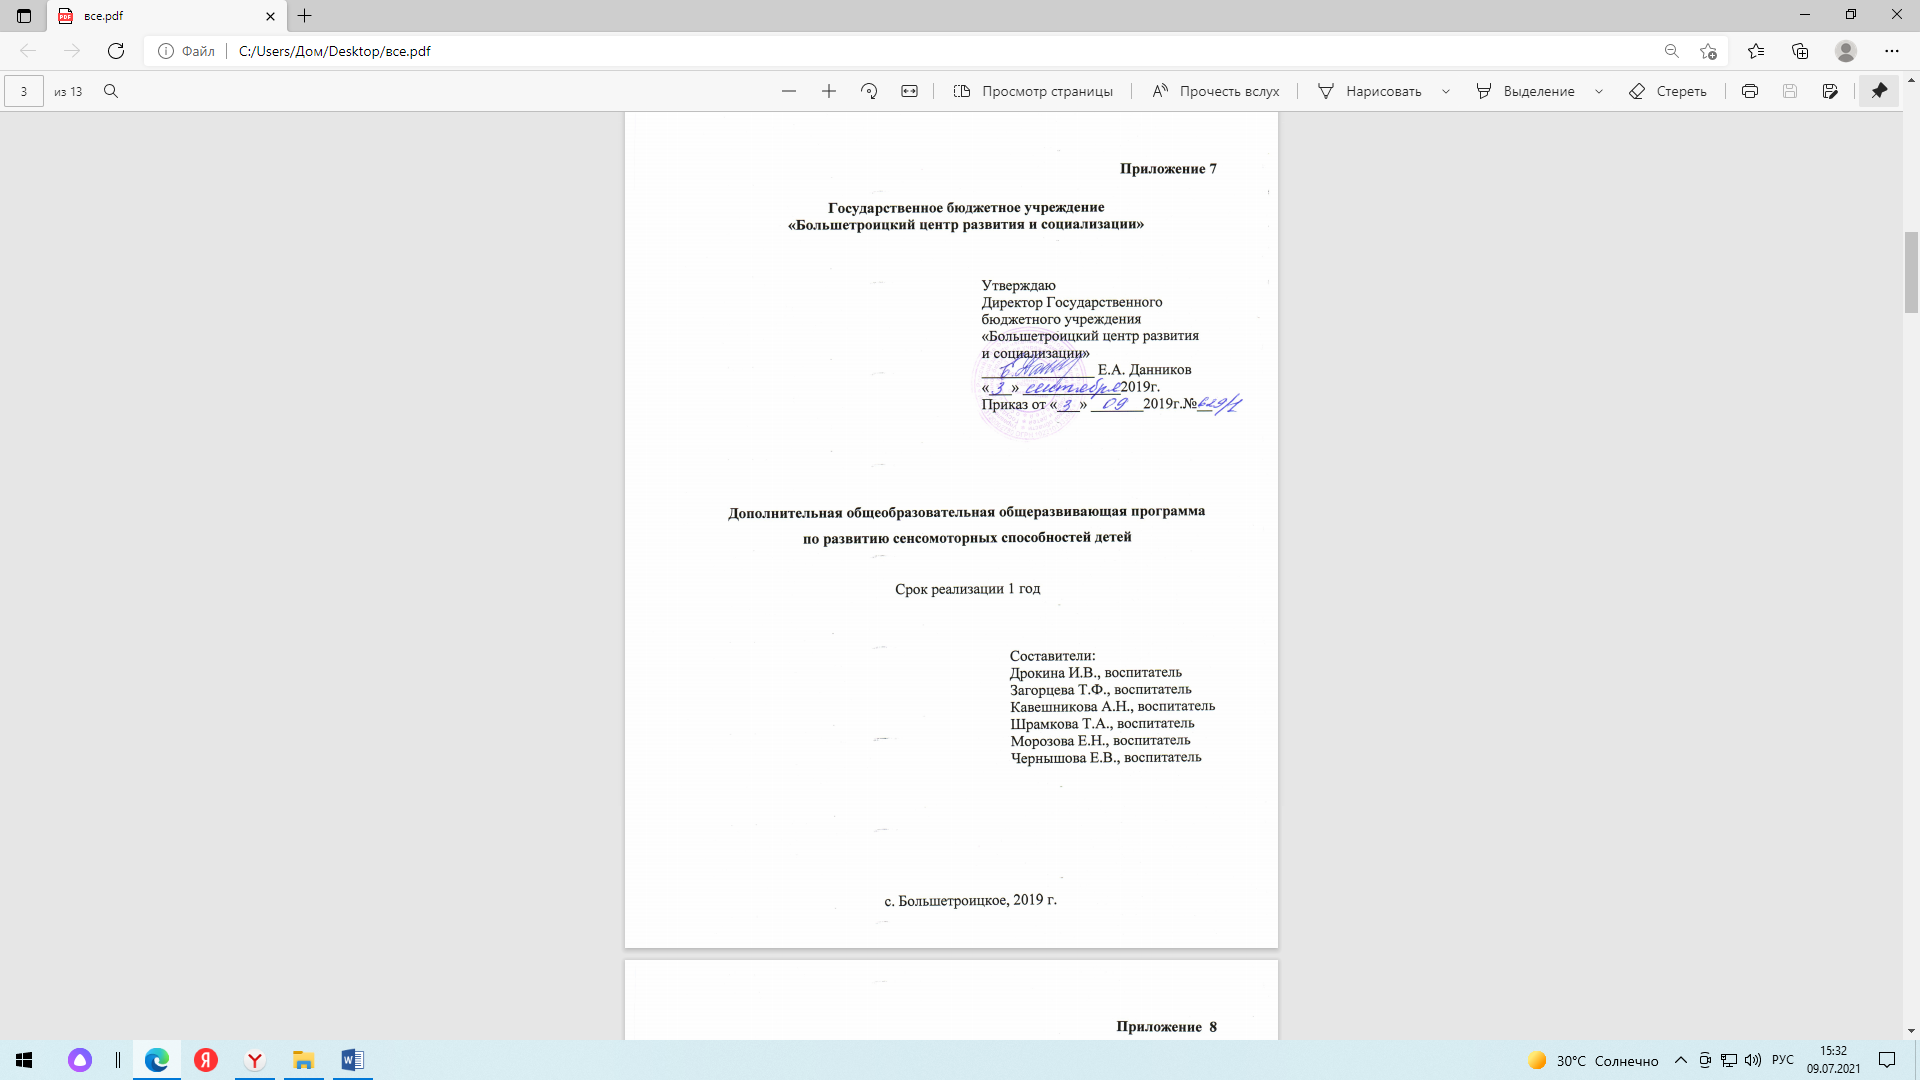 все.pdf
Файл
C:/Users/Дом/Desktop/все.pdf
3 из 13
Просмотр страницы
Прочесть вслух
Нарисовать
Выделение
Стереть
Приложение 7
Государственное бюджетное учреждение
«Большетроицкий центр развития и социализации»
Утверждаю
Директор Государственного
бюджетного учреждения
«Большетроицкий центр развития
и социализации»
Е.А. Данников
«3» сентября 2019г.
Приказ от «3» 09 2019г.№
Дополнительная общеобразовательная общеразвивающая программа
по развитию сенсомоторных способностей детей
Срок реализации 1 год
Составители:
Дрокина И.В., воспитатель
Загорцева Т.Ф., воспитатель
Кавешникова А.Н., воспитатель
Шрамкова Т.А., воспитатель
Морозова Е.Н., воспитатель
Чернышова Е.В., воспитатель
с. Большетроицкое, 2019 г.
Приложение 8
30°C Солнечно
РУС
15:32
09.07.2021